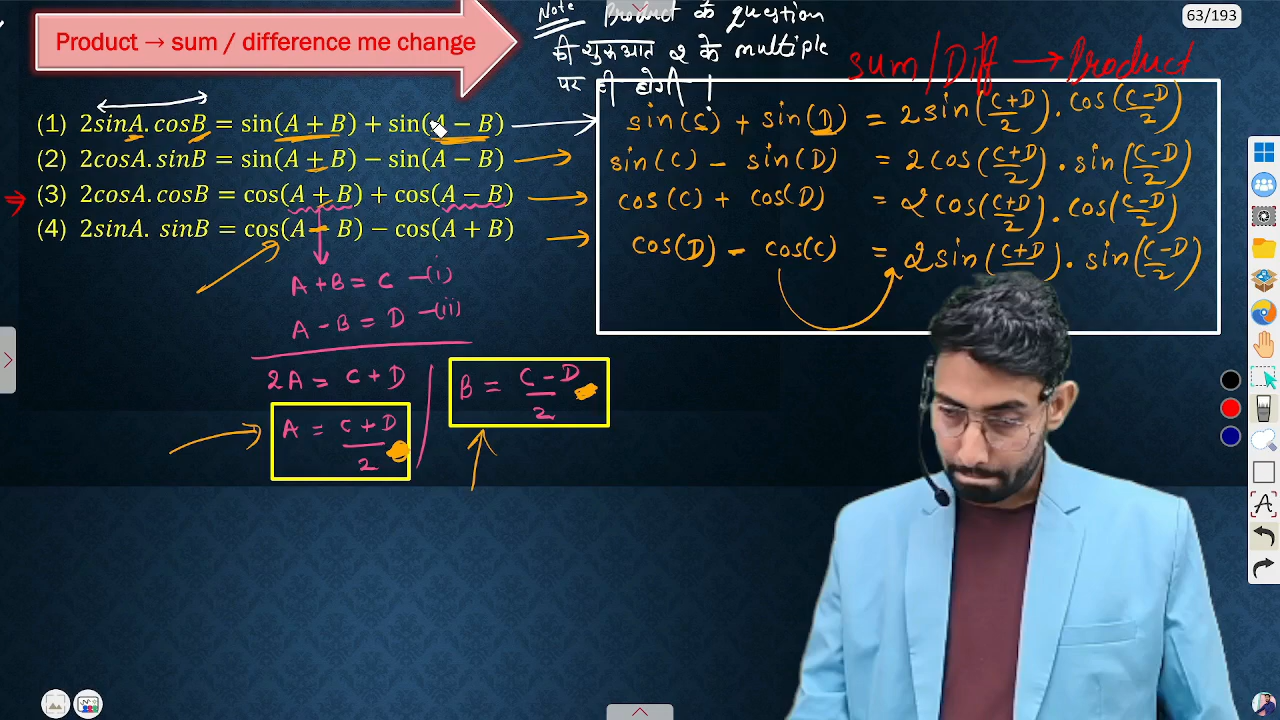 63/193
Note Product के question
की शुरुआत 2 के multiple
पर ही होगी !
Product → sum / difference me change
sum/Diff → Product
(1) 2sinA. cosB = sin(A + B) + sin(A − B)
(2) 2cosA. sinB = sin(A + B) − sin(A − B)
(3) 2cosA. cosB = cos(A + B) + cos(A − B)
(4) 2sinA. sinB = cos(A − B) − cos(A + B)
sin(C) + sin(D) = 2sin(C+D/2).cos(C-D/2)
sin(C) - sin(D) = 2cos(C+D/2).sin(C-D/2)
cos(C) + cos(D) = 2cos(C+D/2).cos(C-D/2)
cos(D) - cos(C) = 2sin(C+D/).sin(C-D/2)
A+B = C -(i)
A-B = D -(ii)
2A = C+D
A = C+D/2
B = C-D/2
A